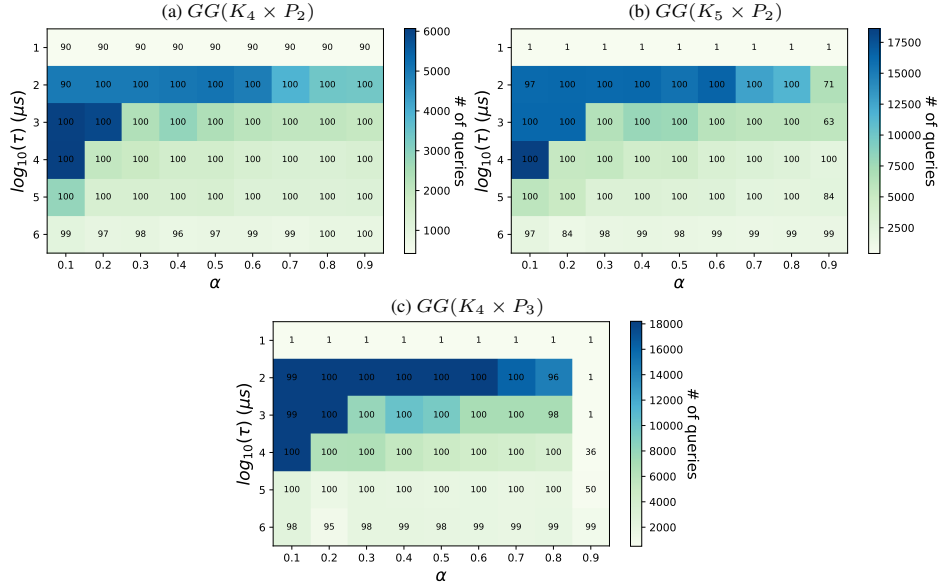 (a) GG(K₄ × P₂)
1 90 90 90 90 90 90 90 90 90
2 90 100 100 100 100 100 100 100 100
3 100 100 100 100 100 100 100 100 100
4 100 100 100 100 100 100 100 100 100
5 100 100 100 100 100 100 100 100 100
6 99 97 98 96 97 99 99 100 100
0.1 0.2 0.3 0.4 0.5 0.6 0.7 0.8 0.9
α
log₁₀(τ) (μs)
6000
5000
4000
3000
2000
1000
# of queries
(b) GG(K₅ × P₂)
1 1 1 1 1 1 1 1 1 1
2 97 100 100 100 100 100 100 100 71
3 100 100 100 100 100 100 100 100 63
4 100 100 100 100 100 100 100 100 100
5 100 100 100 100 100 100 100 100 84
6 97 84 98 99 98 99 99 99 99
0.1 0.2 0.3 0.4 0.5 0.6 0.7 0.8 0.9
α
log₁₀(τ) (μs)
17500
15000
12500
10000
7500
5000
2500
# of queries
(c) GG(K₄ × P₃)
1 1 1 1 1 1 1 1 1 1
2 99 100 100 100 100 100 100 96 1
3 99 100 100 100 100 100 100 98 1
4 100 100 100 100 100 100 100 100 36
5 100 100 100 100 100 100 100 100 50
6 98 95 98 99 98 99 99 99 99
0.1 0.2 0.3 0.4 0.5 0.6 0.7 0.8 0.9
α
log₁₀(τ) (μs)
18000
16000
14000
12000
10000
8000
6000
4000
2000
# of queries